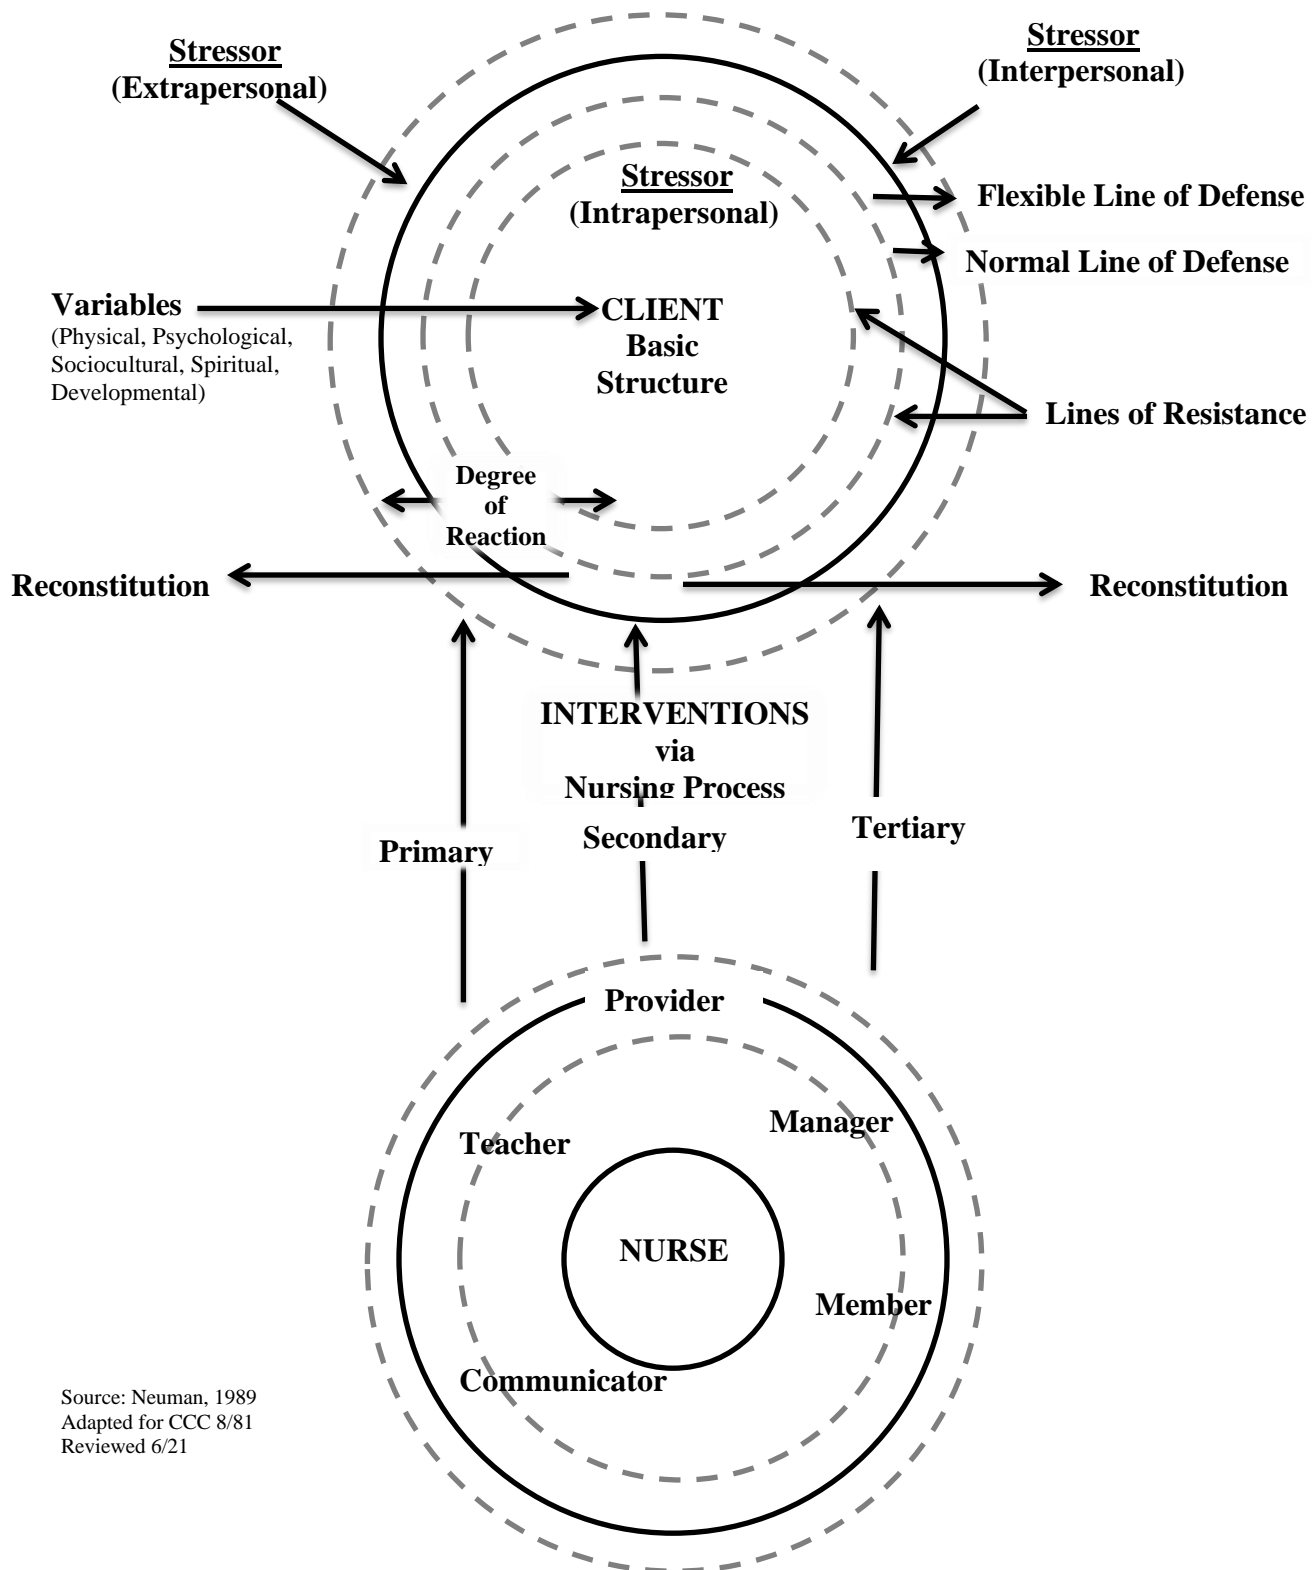 Stressor
(Extrapersonal)
Stressor
(Interpersonal)
Stressor
(Intrapersonal)
Flexible Line of Defense
Normal Line of Defense
Variables
(Physical, Psychological,
Sociocultural, Spiritual,
Developmental)
CLIENT
Basic
Structure
Lines of Resistance
Degree
of
Reaction
Reconstitution
Reconstitution
INTERVENTIONS
via
Nursing Process
Primary
Secondary
Tertiary
Provider
Teacher
Manager
NURSE
Member
Communicator
Source: Neuman, 1989
Adapted for CCC 8/81
Reviewed 6/21